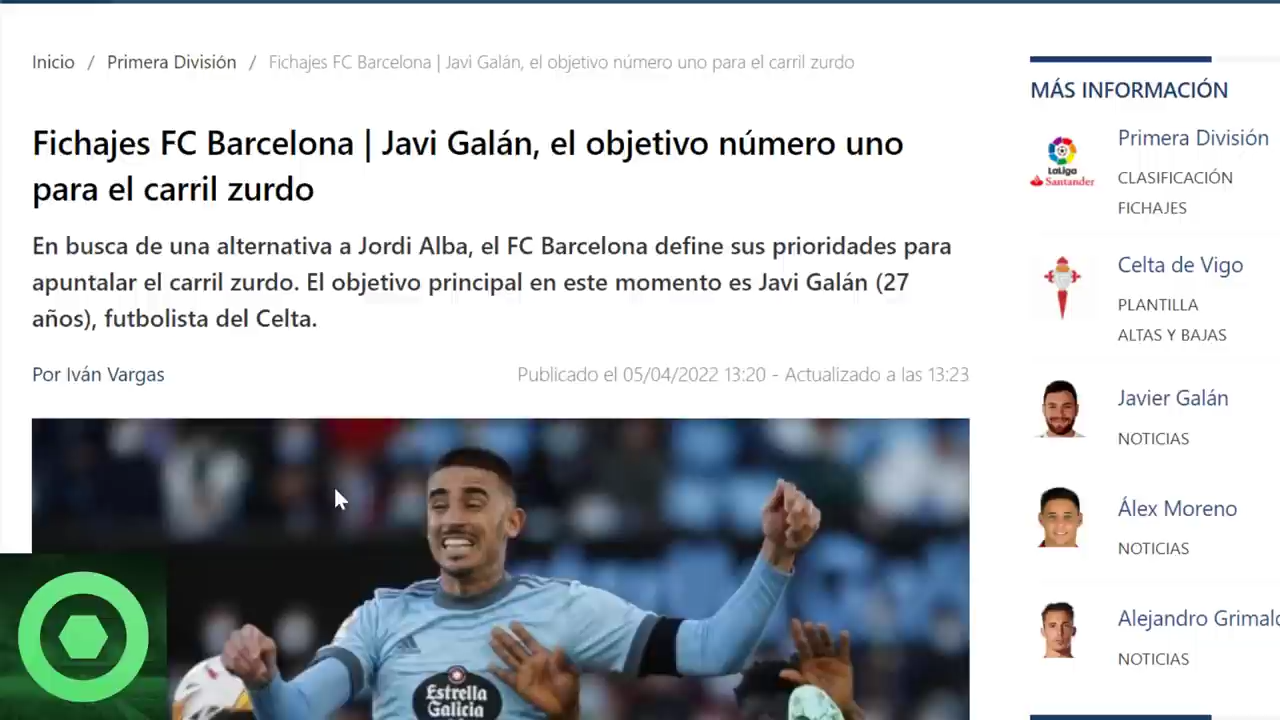 Inicio / Primera División / Fichajes FC Barcelona | Javi Galán, el objetivo número uno para el carril zurdo
Fichajes FC Barcelona | Javi Galán, el objetivo número uno
para el carril zurdo
En busca de una alternativa a Jordi Alba, el FC Barcelona define sus prioridades para
apuntalar el carril zurdo. El objetivo principal en este momento es Javi Galán (27
años), futbolista del Celta.
Por Iván Vargas
Publicado el 05/04/2022 13:20 - Actualizado a las 13:23
Estrella
Galicia
MÁS INFORMACIÓN
LaLiga
Santander
Primera División
CLASIFICACIÓN
FICHAJES
Celta de Vigo
PLANTILLA
ALTAS Y BAJAS
Javier Galán
NOTICIAS
Álex Moreno
NOTICIAS
Alejandro Grimald
NOTICIAS